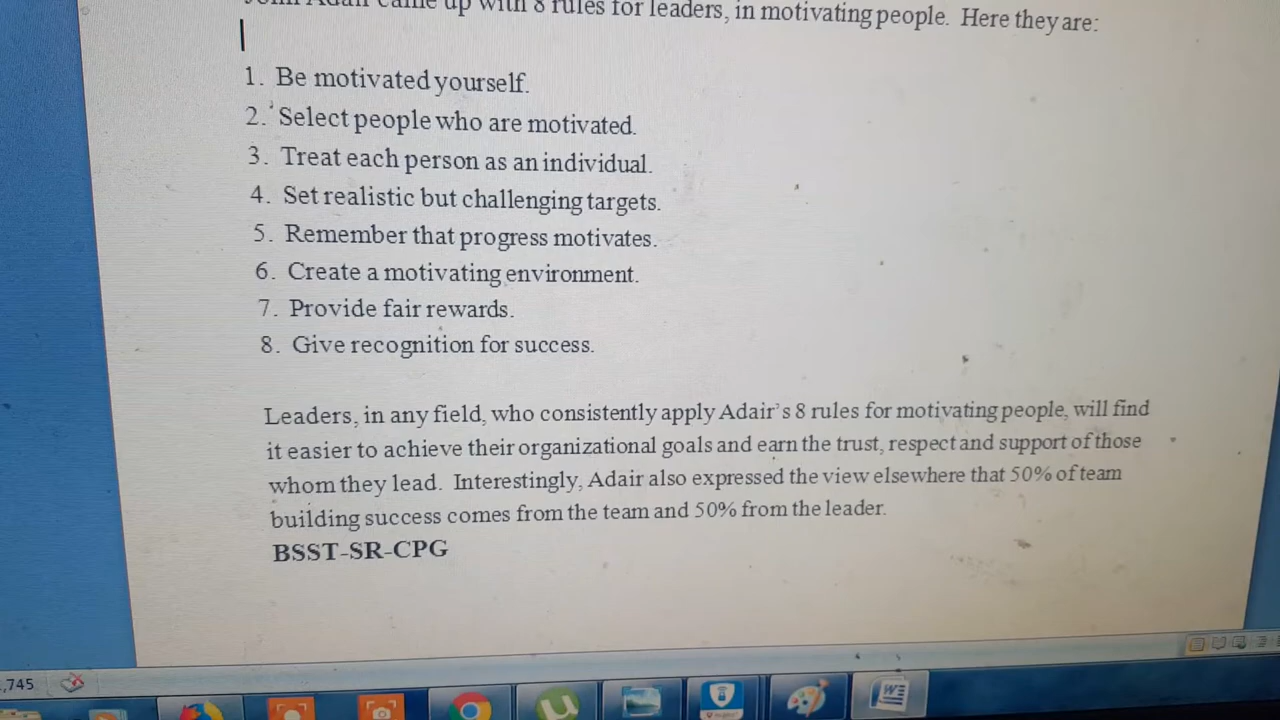 John Adair came up with 8 rules for leaders, in motivating people. Here they are:
1. Be motivated yourself.
2. Select people who are motivated.
3. Treat each person as an individual.
4. Set realistic but challenging targets.
5. Remember that progress motivates.
6. Create a motivating environment.
7. Provide fair rewards.
8. Give recognition for success.
Leaders, in any field, who consistently apply Adair's 8 rules for motivating people, will find
it easier to achieve their organizational goals and earn the trust, respect and support of those
whom they lead. Interestingly, Adair also expressed the view elsewhere that 50% of team
building success comes from the team and 50% from the leader.
BSST-SR-CPG
,745